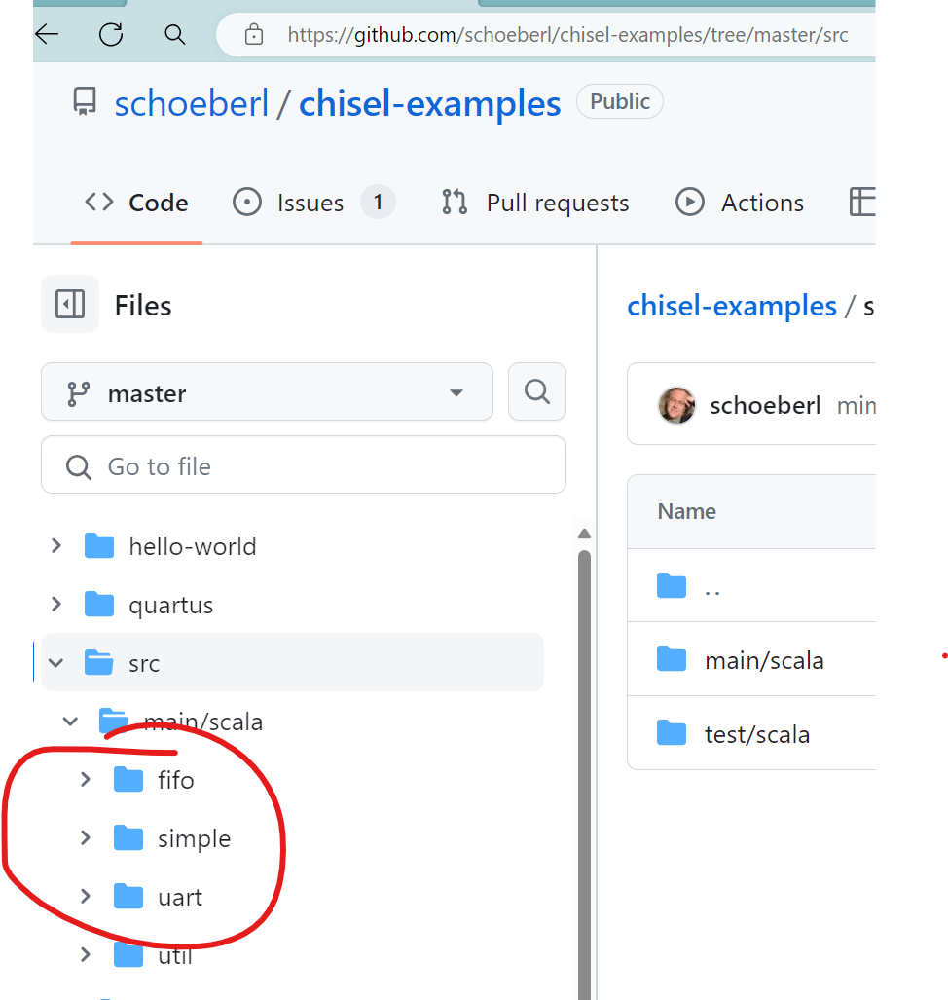 https://github.com/schoeberl/chisel-examples/tree/master/src
schoeberl / chisel-examples Public
<> Code Issues 1 Pull requests Actions
Files
master
Go to file
hello-world
quartus
src
main/scala
fifo
simple
uart
util
chisel-examples / s
schoeberl
Name
..
main/scala
test/scala